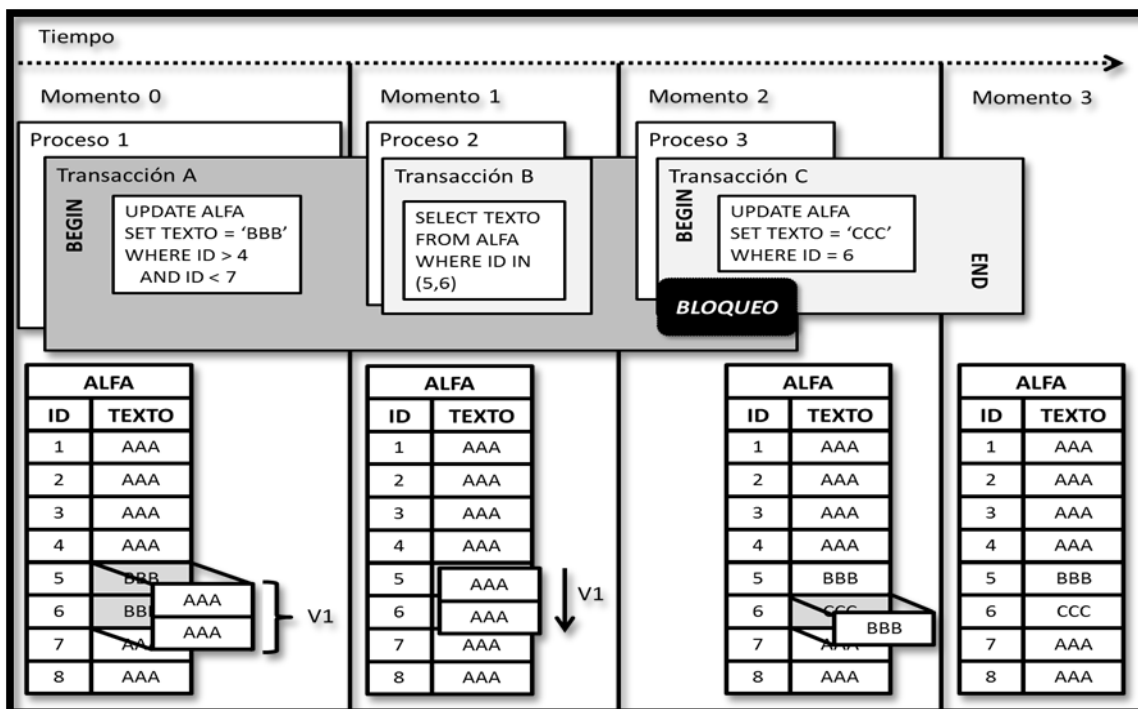 Tiempo
Momento 0
Momento 1
Momento 2
Momento 3
Proceso 1
Transacción A
BEGIN
UPDATE ALFA
SET TEXTO = ‘BBB’
WHERE ID > 4
AND ID < 7
Proceso 2
Transacción B
SELECT TEXTO
FROM ALFA
WHERE ID IN
(5,6)
Proceso 3
Transacción C
BEGIN
UPDATE ALFA
SET TEXTO = ‘CCC’
WHERE ID = 6
END
BLOQUEO
ALFA
ID TEXTO
1 AAA
2 AAA
3 AAA
4 AAA
5 BBB
AAA
6
AAA
7
8 AAA
V1
ALFA
ID TEXTO
1 AAA
2 AAA
3 AAA
4 AAA
5 AAA
6 AAA
7 AAA
8 AAA
V1
ALFA
ID TEXTO
1 AAA
2 AAA
3 AAA
4 AAA
5 BBB
6 CCC
BBB
7 AAA
8 AAA
ALFA
ID TEXTO
1 AAA
2 AAA
3 AAA
4 AAA
5 BBB
6 CCC
7 AAA
8 AAA